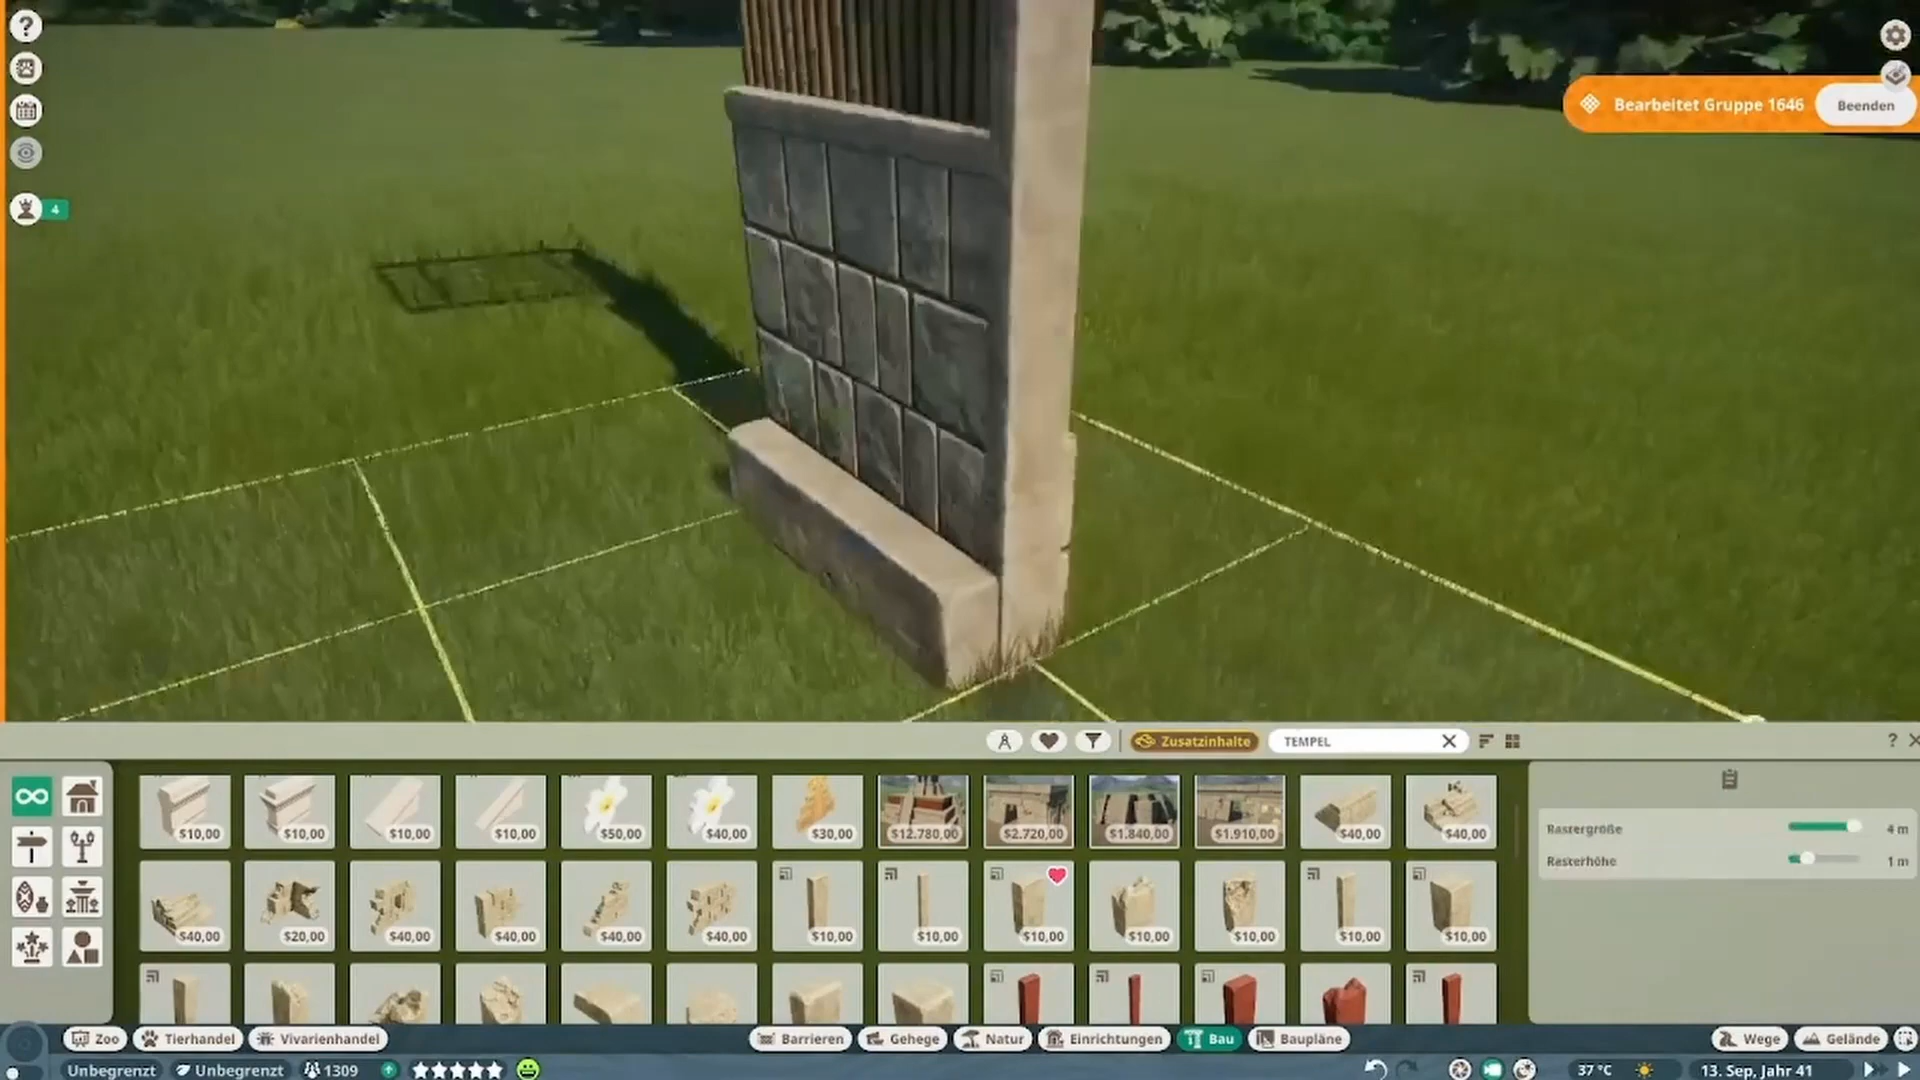 ?
Bearbeitet Gruppe 1646 Beenden
4
Zusatzinhalte TEMPEL ?
$10,00 $10,00 $10,00 $10,00 $50,00 $40,00 $30,00 $12.780,00 $2.720,00 $1.840,00 $1.910,00 $40,00 $40,00
Rastergröße 4 m
Rasterhöhe 1 m
$40,00 $20,00 $40,00 $40,00 $40,00 $40,00 $10,00 $10,00 $10,00 $10,00 $10,00 $10,00 $10,00
Zoo Tierhandel Vivarienhandel Barrieren Gehege Natur Einrichtungen Bau Baupläne Wege Gelände
Unbegrenzt Unbegrenzt 1309 37 °C 13. Sep, Jahr 41